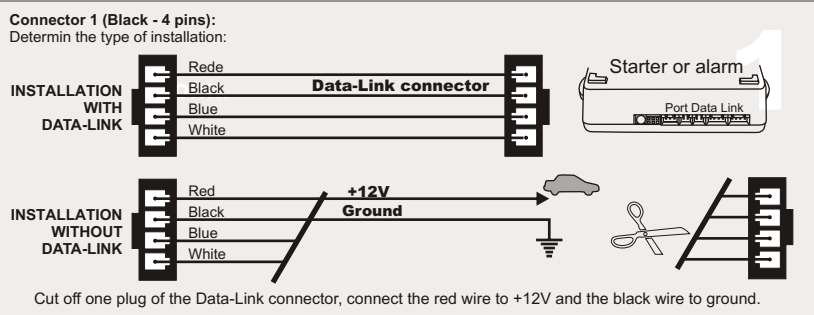 Connector 1 (Black - 4 pins):
Determin the type of installation:
1
INSTALLATION
WITH
DATA-LINK
Rede
Black
Blue
White
Data-Link connector
Starter or alarm
Port Data Link
INSTALLATION
WITHOUT
DATA-LINK
Red
Black
Blue
White
+12V
Ground
Cut off one plug of the Data-Link connector, connect the red wire to +12V and the black wire to ground.